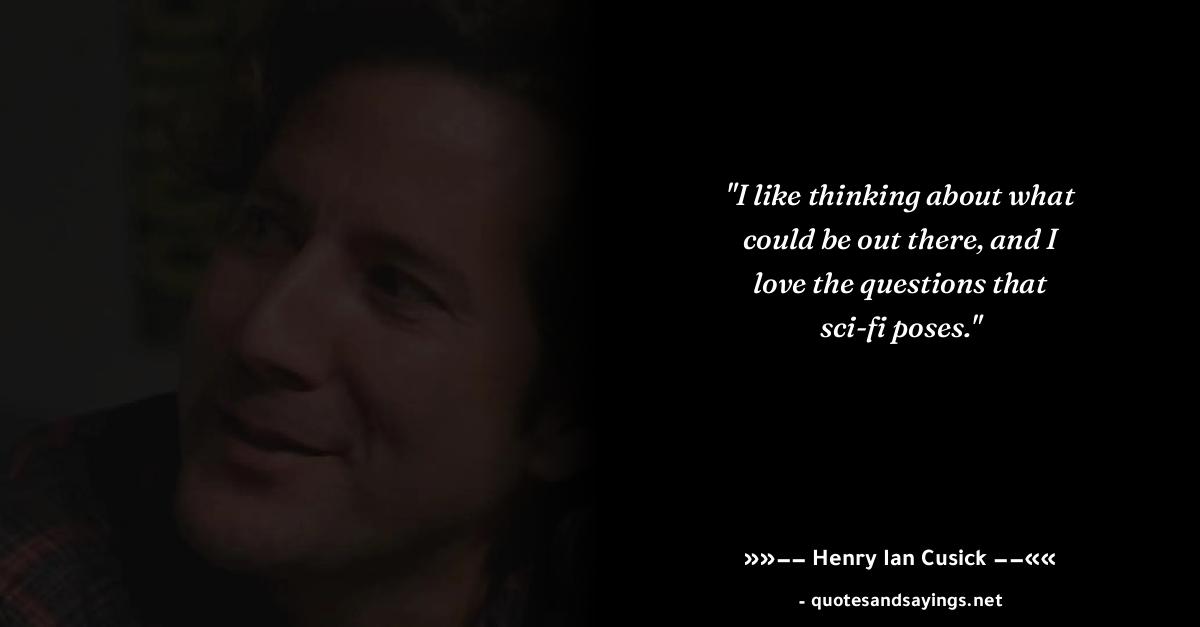 "I like thinking about what
could be out there, and I
love the questions that
sci-fi poses."
»»−− Henry Ian Cusick −−««
- quotesandsayings.net